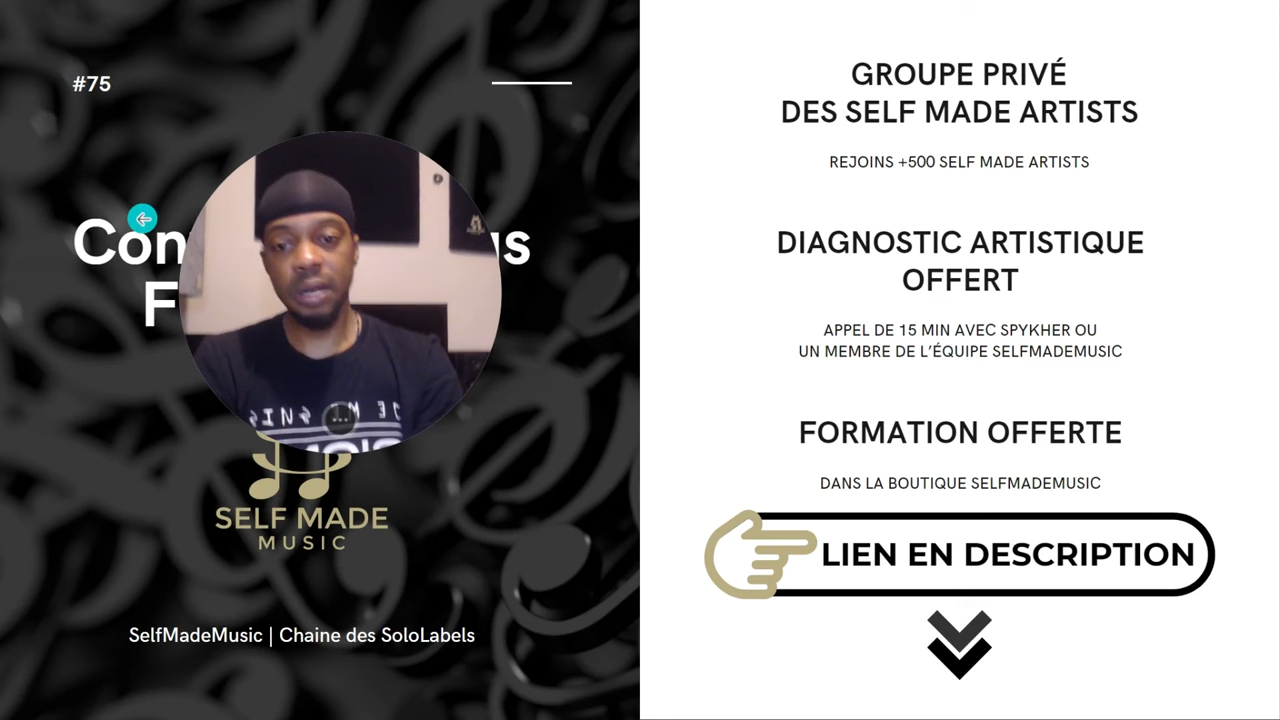 #75
SELF MADE
MUSIC
SelfMadeMusic | Chaine des SoloLabels
GROUPE PRIVÉ
DES SELF MADE ARTISTS
REJOINS +500 SELF MADE ARTISTS
DIAGNOSTIC ARTISTIQUE
OFFERT
APPEL DE 15 MIN AVEC SPYKHER OU
UN MEMBRE DE L'ÉQUIPE SELFMADEMUSIC
FORMATION OFFERTE
DANS LA BOUTIQUE SELFMADEMUSIC
LIEN EN DESCRIPTION